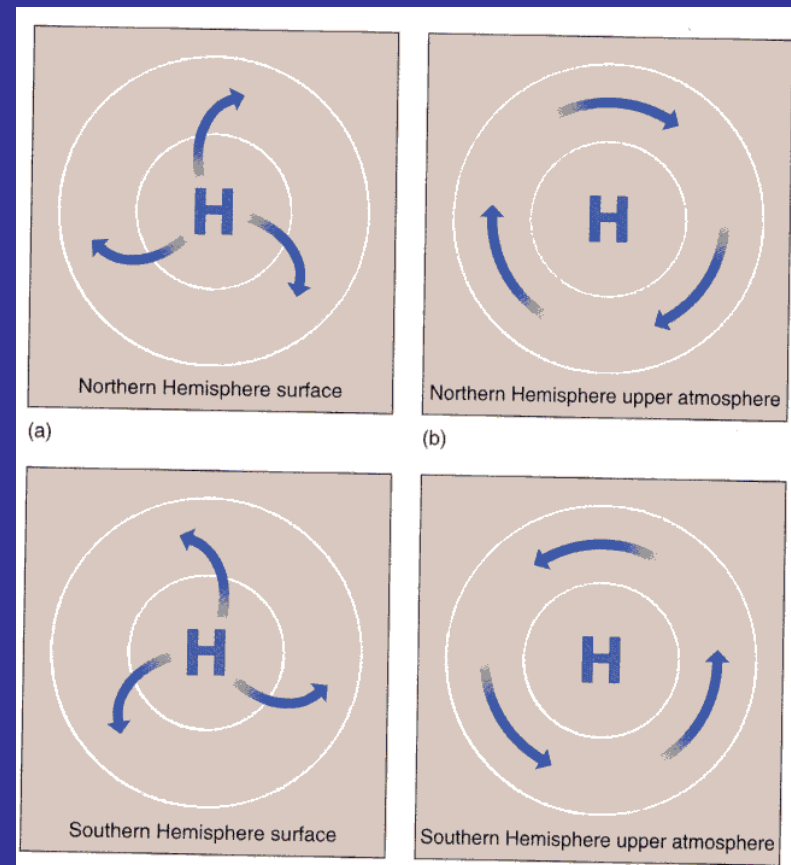 H
H
Northern Hemisphere surface
Northern Hemisphere upper atmosphere
(a)
(b)
H
H
Southern Hemisphere surface
Southern Hemisphere upper atmosphere